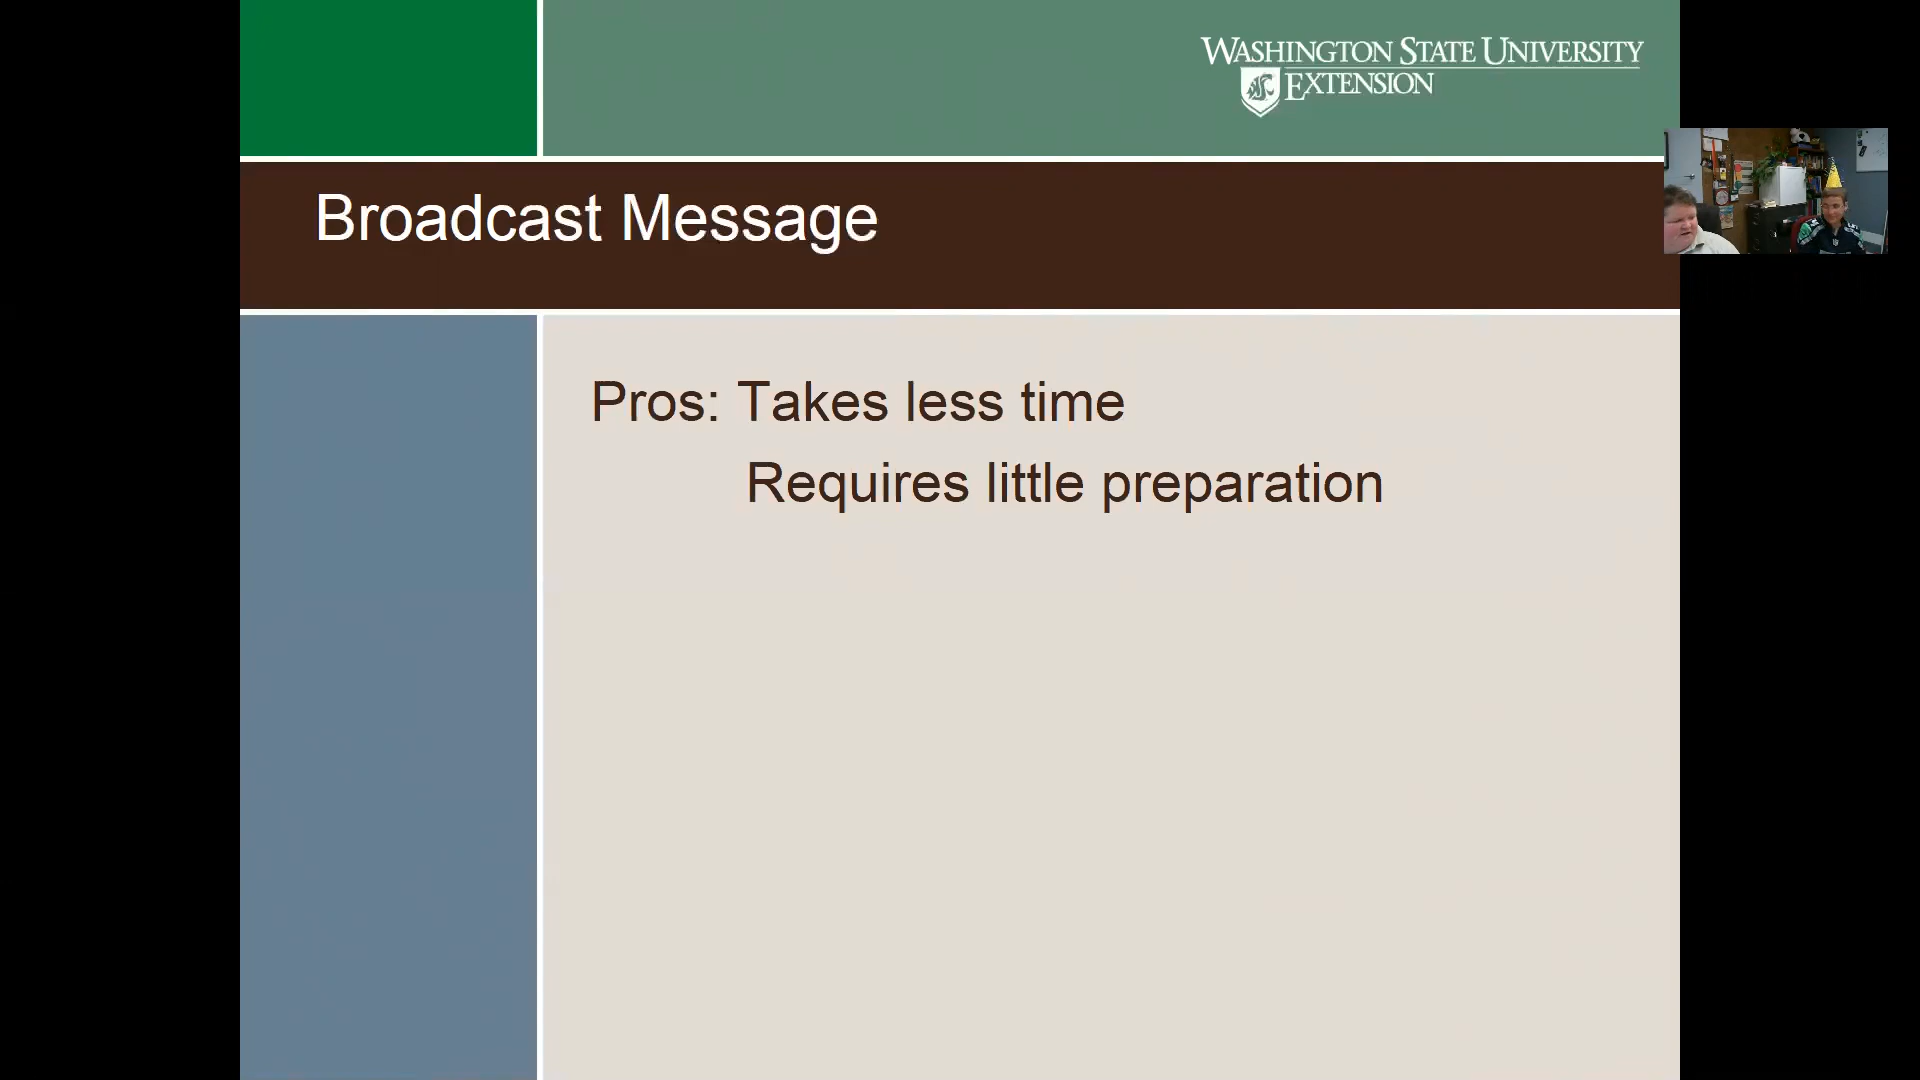 WASHINGTON STATE UNIVERSITY
EXTENSION
Broadcast Message
Pros: Takes less time
Requires little preparation